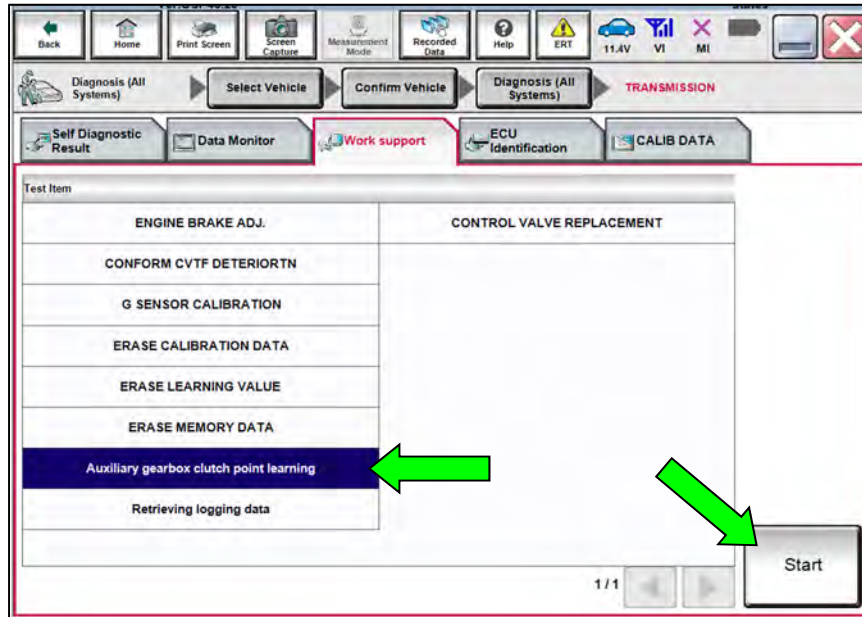 Back
Home
Print Screen
Screen
Capture
Measurement
Mode
Recorded
Data
Help
ERT
11.4V
VI
MI
Diagnosis (All
Systems)
Select Vehicle
Confirm Vehicle
Diagnosis (All
Systems)
TRANSMISSION
Self Diagnostic
Result
Data Monitor
Work support
ECU
Identification
CALIB DATA
Test Item
ENGINE BRAKE ADJ.
CONTROL VALVE REPLACEMENT
CONFORM CVTF DETERIORTN
G SENSOR CALIBRATION
ERASE CALIBRATION DATA
ERASE LEARNING VALUE
ERASE MEMORY DATA
Auxiliary gearbox clutch point learning
Retrieving logging data
Start
1/1